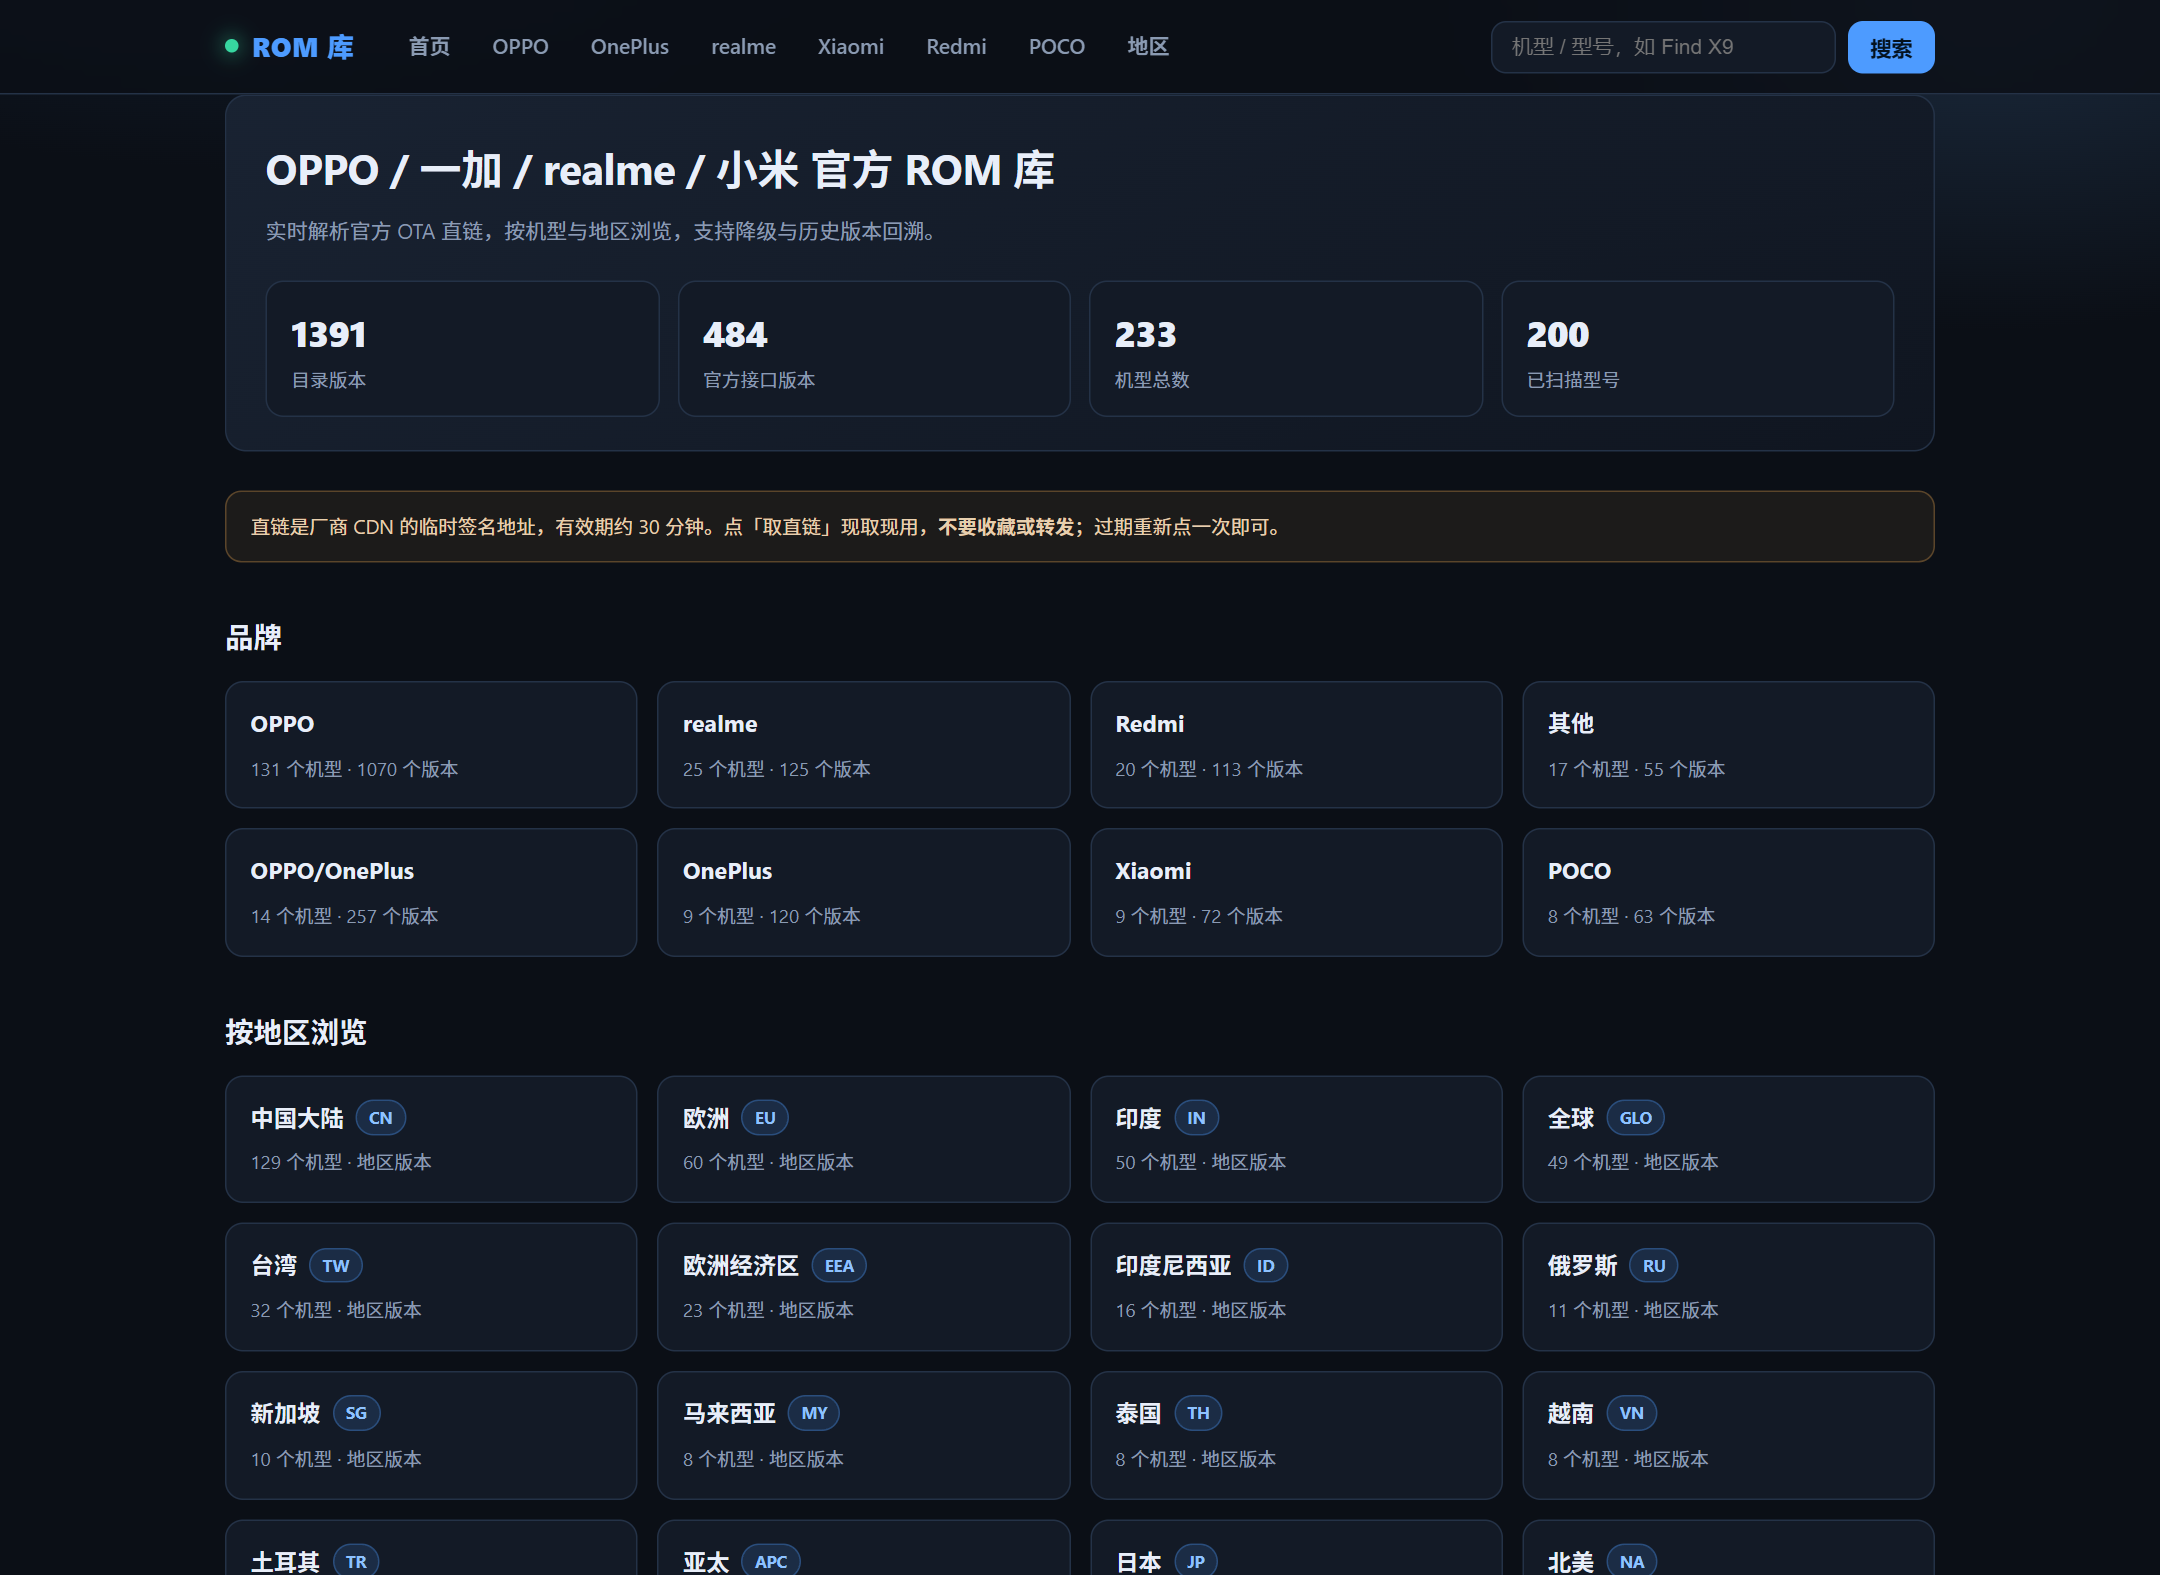 ROM 库
首页 OPPO OnePlus realme Xiaomi Redmi POCO 地区
机型 / 型号，如 Find X9
搜索
OPPO / 一加 / realme / 小米 官方 ROM 库
实时解析官方 OTA 直链，按机型与地区浏览，支持降级与历史版本回溯。
1391
目录版本
484
官方接口版本
233
机型总数
200
已扫描型号
直链是厂商 CDN 的临时签名地址，有效期约 30 分钟。点「取直链」现取现用，不要收藏或转发；过期重新点一次即可。
品牌
OPPO
131 个机型 · 1070 个版本
realme
25 个机型 · 125 个版本
Redmi
20 个机型 · 113 个版本
其他
17 个机型 · 55 个版本
OPPO/OnePlus
14 个机型 · 257 个版本
OnePlus
9 个机型 · 120 个版本
Xiaomi
9 个机型 · 72 个版本
POCO
8 个机型 · 63 个版本
按地区浏览
中国大陆 CN
129 个机型 · 地区版本
欧洲 EU
60 个机型 · 地区版本
印度 IN
50 个机型 · 地区版本
全球 GLO
49 个机型 · 地区版本
台湾 TW
32 个机型 · 地区版本
欧洲经济区 EEA
23 个机型 · 地区版本
印度尼西亚 ID
16 个机型 · 地区版本
俄罗斯 RU
11 个机型 · 地区版本
新加坡 SG
10 个机型 · 地区版本
马来西亚 MY
8 个机型 · 地区版本
泰国 TH
8 个机型 · 地区版本
越南 VN
8 个机型 · 地区版本
土耳其 TR
亚太 APC
日本 JP
北美 NA